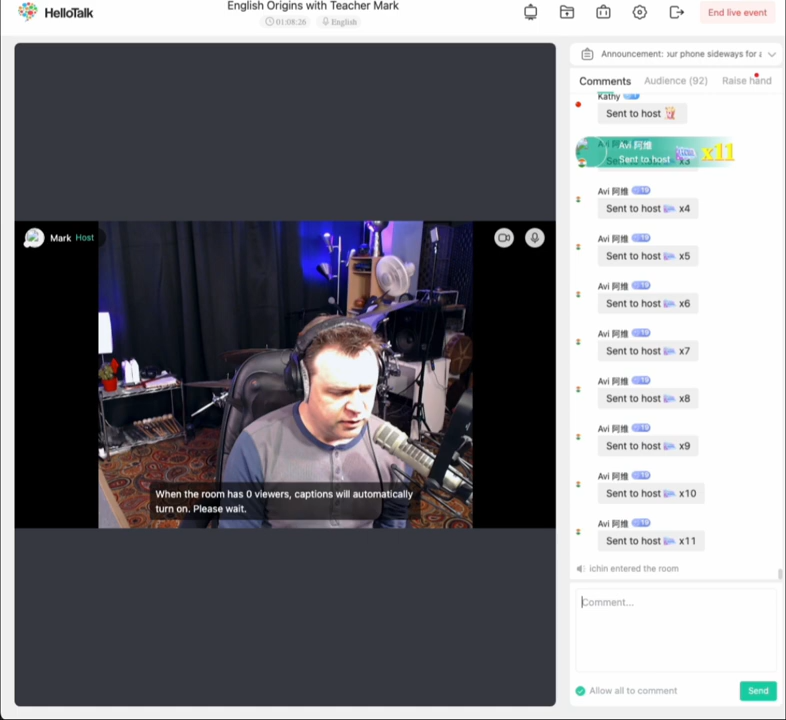 HelloTalk
English Origins with Teacher Mark
01:08:26
English
End live event
Mark Host
When the room has 0 viewers, captions will automatically
turn on. Please wait.
Announcement: ur phone sideways for
Comments
Audience (92)
Raise hand
Kathy
Sent to host
Avi 阿维
Sent to host x11
x3
Avi 阿维
Sent to host x4
Avi 阿维
Sent to host x5
Avi 阿维
Sent to host x6
Avi 阿维
Sent to host x7
Avi 阿维
Sent to host x8
Avi 阿维
Sent to host x9
Avi 阿维
Sent to host x10
Avi 阿维
Sent to host x11
ichin entered the room
Comment...
Allow all to comment
Send